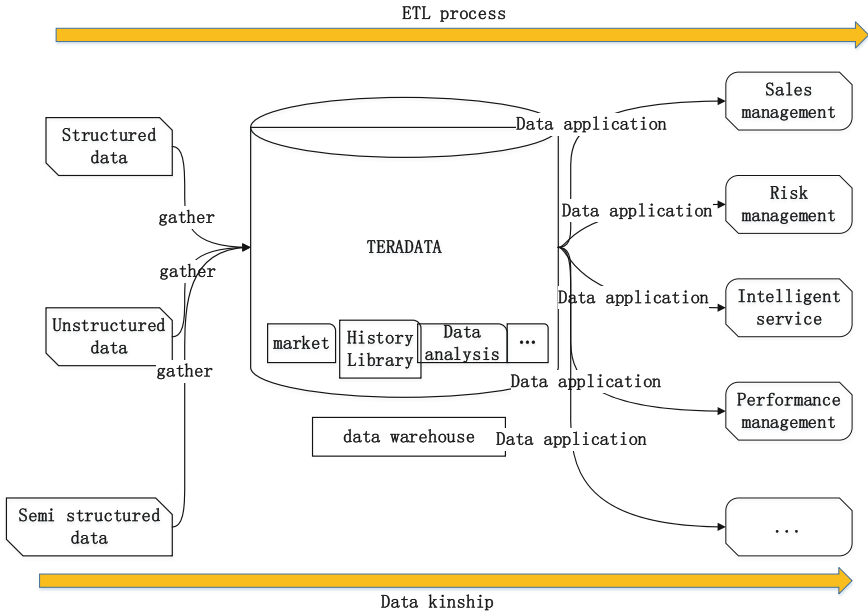 ETL process
Structured
data
gather
Unstructured
data
gather
gather
Semi structured
data
TERADATA
market
History
Library
Data
analysis
...
data warehouse
Data application
Data application
Data application
Data application
Data application
Sales
management
Risk
management
Intelligent
service
Performance
management
...
Data kinship